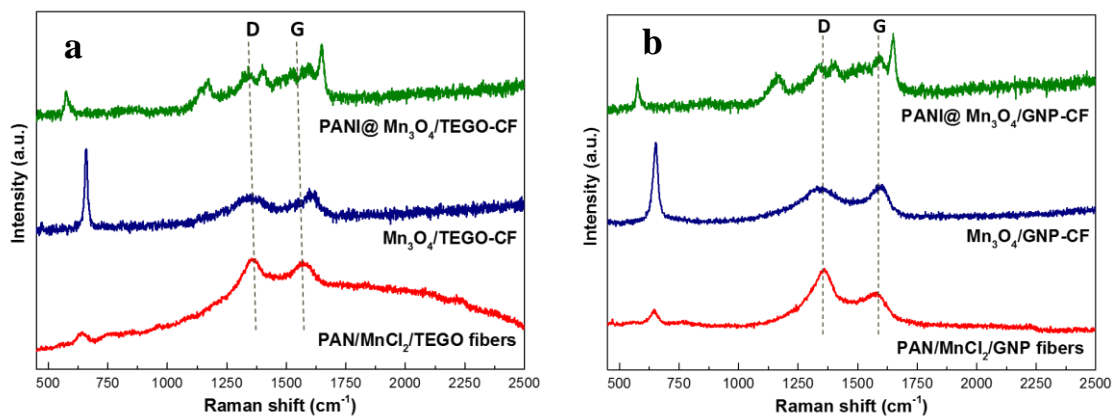 a
D
G
PANI@ Mn₃O₄/TEGO-CF
Mn₃O₄/TEGO-CF
PAN/MnCl₂/TEGO fibers
Intensity (a.u.)
500 750 1000 1250 1500 1750 2000 2250 2500
Raman shift (cm⁻¹)
b
D
G
PANI@ Mn₃O₄/GNP-CF
Mn₃O₄/GNP-CF
PAN/MnCl₂/GNP fibers
Intensity (a.u.)
500 750 1000 1250 1500 1750 2000 2250 2500
Raman shift (cm⁻¹)